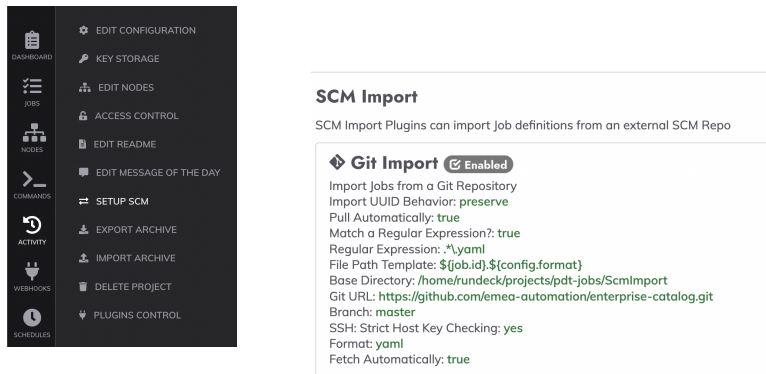 DASHBOARD
JOBS
NODES
COMMANDS
ACTIVITY
WEBHOOKS
SCHEDULES
EDIT CONFIGURATION
KEY STORAGE
EDIT NODES
ACCESS CONTROL
EDIT README
EDIT MESSAGE OF THE DAY
SETUP SCM
EXPORT ARCHIVE
IMPORT ARCHIVE
DELETE PROJECT
PLUGINS CONTROL
SCM Import
SCM Import Plugins can import Job definitions from an external SCM Repo
Git Import Enabled
Import Jobs from a Git Repository
Import UUID Behavior: preserve
Pull Automatically: true
Match a Regular Expression?: true
Regular Expression: .*\.yaml
File Path Template: ${job.id}.${config.format}
Base Directory: /home/rundeck/projects/pdt-jobs/ScmImport
Git URL: https://github.com/emea-automation/enterprise-catalog.git
Branch: master
SSH: Strict Host Key Checking: yes
Format: yaml
Fetch Automatically: true